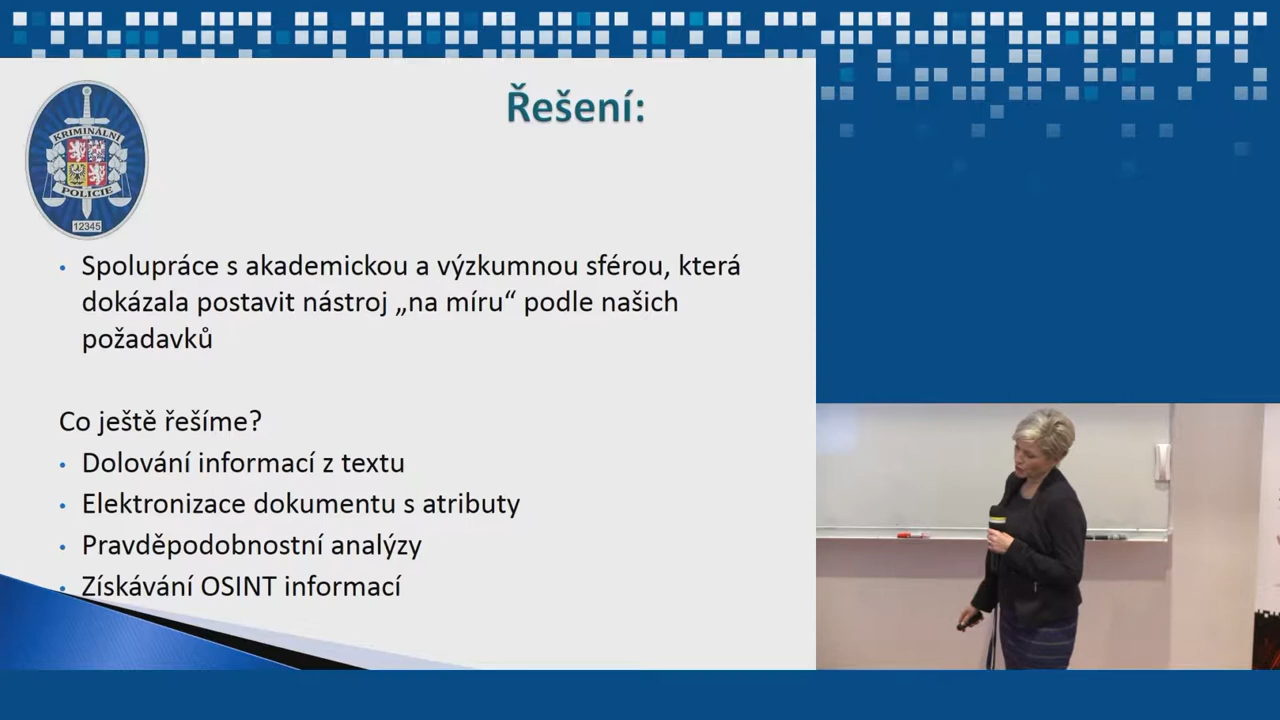 Řešení:
KRIMINÁLNÍ
POLICIE
12345
• Spolupráce s akademickou a výzkumnou sférou, která
dokázala postavit nástroj „na míru“ podle našich
požadavků
Co ještě řešíme?
• Dolování informací z textu
• Elektronizace dokumentu s atributy
• Pravděpodobnostní analýzy
• Získávání OSINT informací